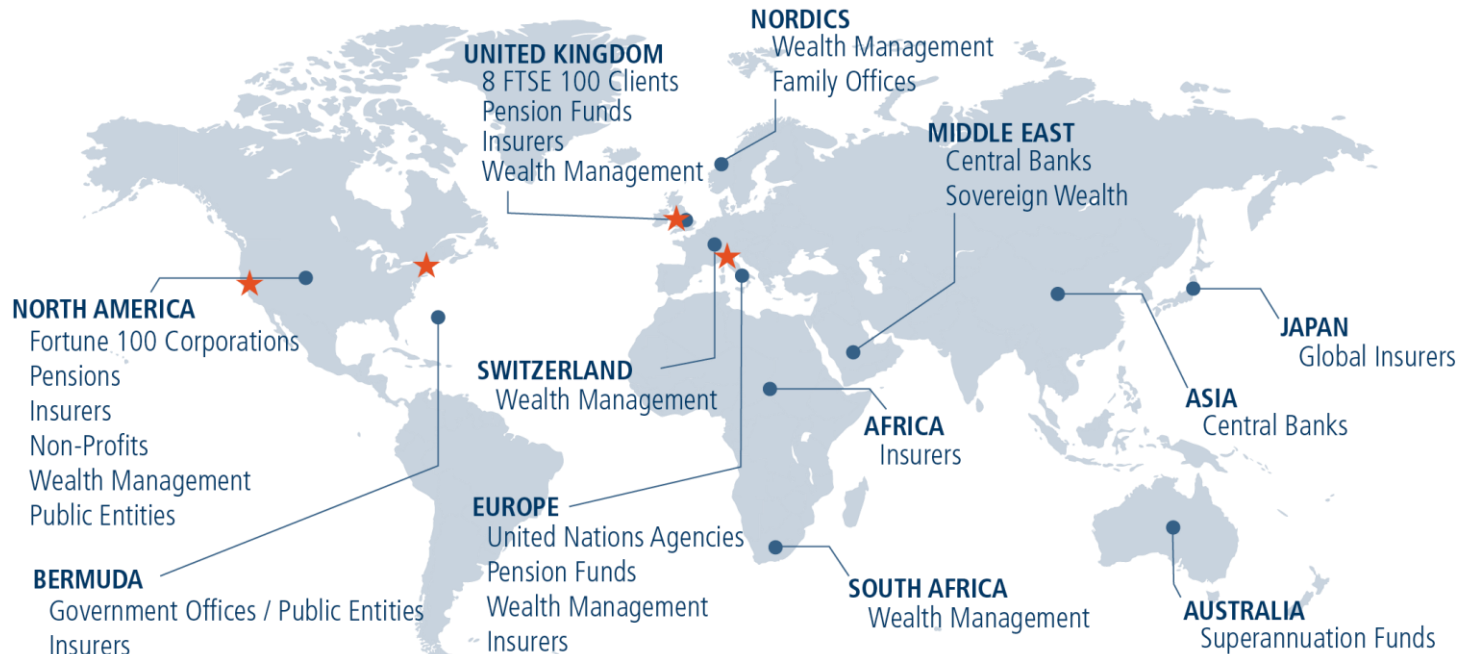 NORDICS
Wealth Management
Family Offices
UNITED KINGDOM
8 FTSE 100 Clients
Pension Funds
Insurers
Wealth Management
MIDDLE EAST
Central Banks
Sovereign Wealth
NORTH AMERICA
Fortune 100 Corporations
Pensions
Insurers
Non-Profits
Wealth Management
Public Entities
SWITZERLAND
Wealth Management
JAPAN
Global Insurers
ASIA
Central Banks
AFRICA
Insurers
EUROPE
United Nations Agencies
Pension Funds
Wealth Management
Insurers
BERMUDA
Government Offices / Public Entities
Insurers
SOUTH AFRICA
Wealth Management
AUSTRALIA
Superannuation Funds